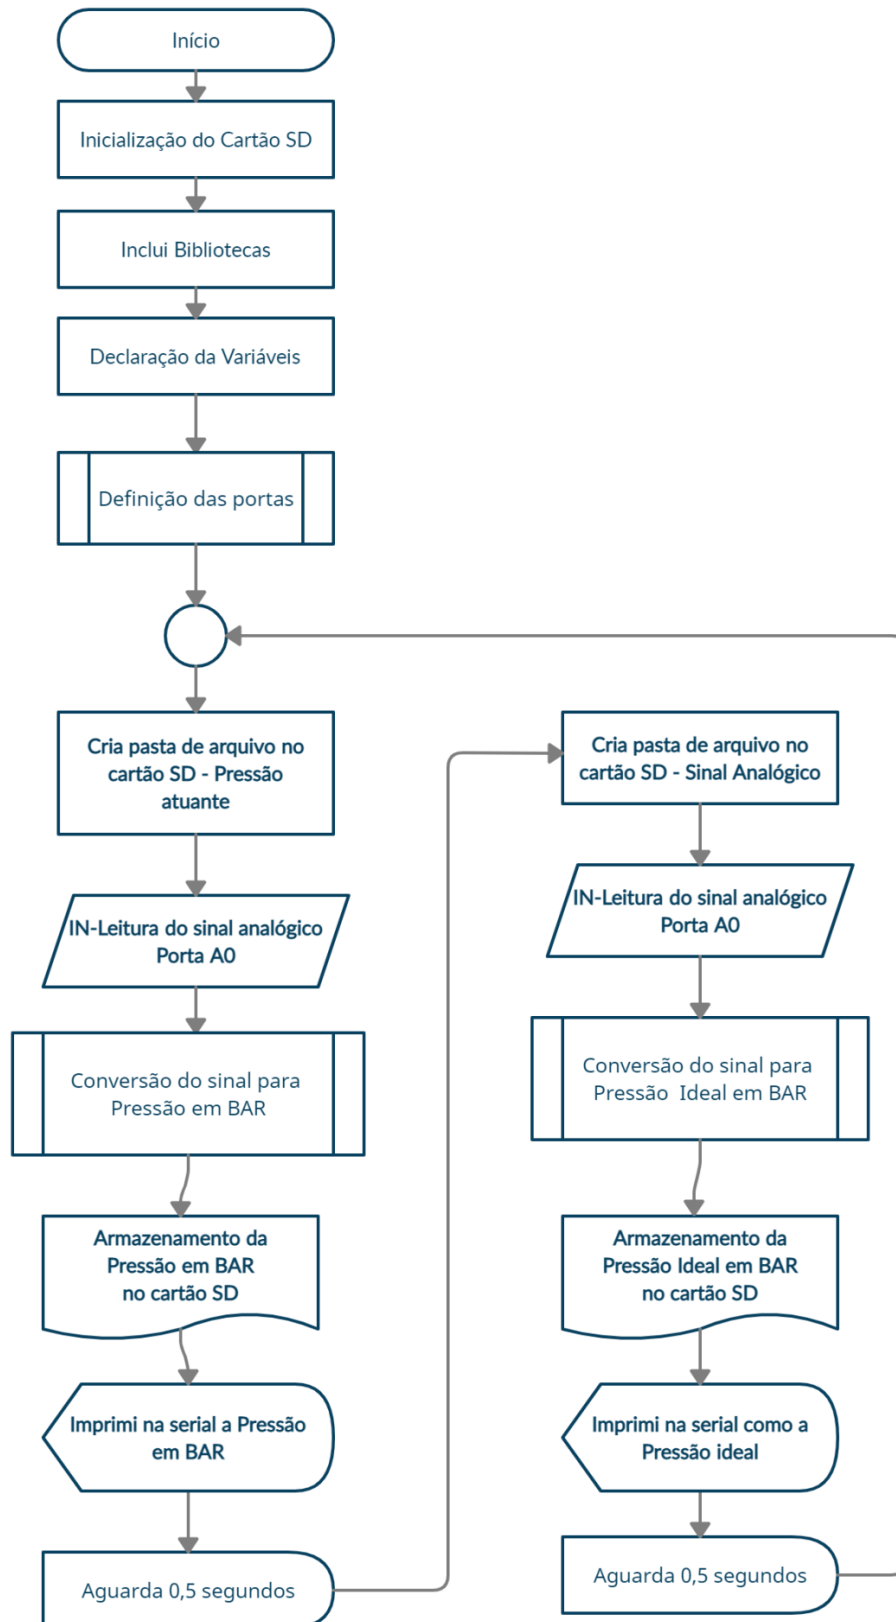 Início
Inicialização do Cartão SD
Inclui Bibliotecas
Declaração da Variáveis
Definição das portas
Cria pasta de arquivo no
cartão SD - Pressão
atuante
IN-Leitura do sinal analógico
Porta A0
Conversão do sinal para
Pressão em BAR
Armazenamento da
Pressão em BAR
no cartão SD
Imprimi na serial a Pressão
em BAR
Aguarda 0,5 segundos
Cria pasta de arquivo no
cartão SD - Sinal Analógico
IN-Leitura do sinal analógico
Porta A0
Conversão do sinal para
Pressão  Ideal em BAR
Armazenamento da
Pressão Ideal em BAR
no cartão SD
Imprimi na serial como a
Pressão ideal
Aguarda 0,5 segundos